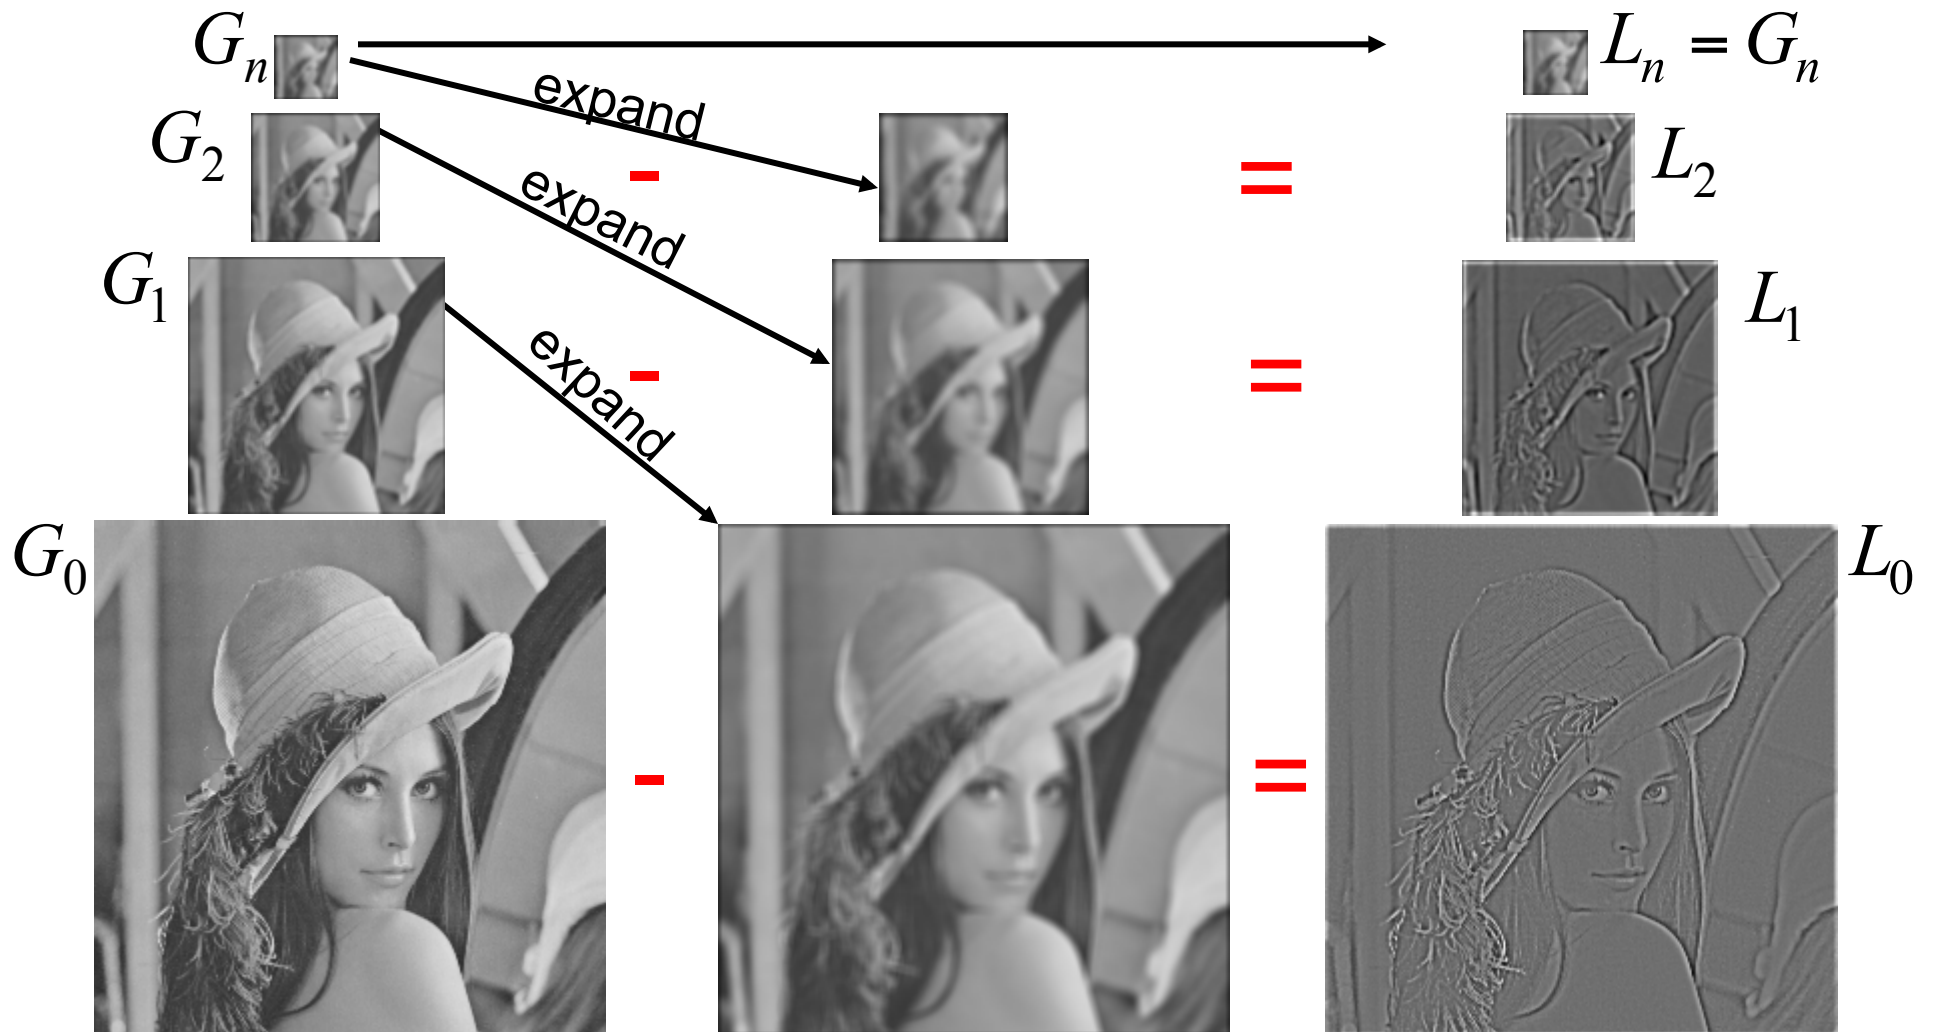 Gₙ Lₙ = Gₙ
expand
G₂ - = L₂
expand
G₁ - = L₁
expand
G₀ - = L₀